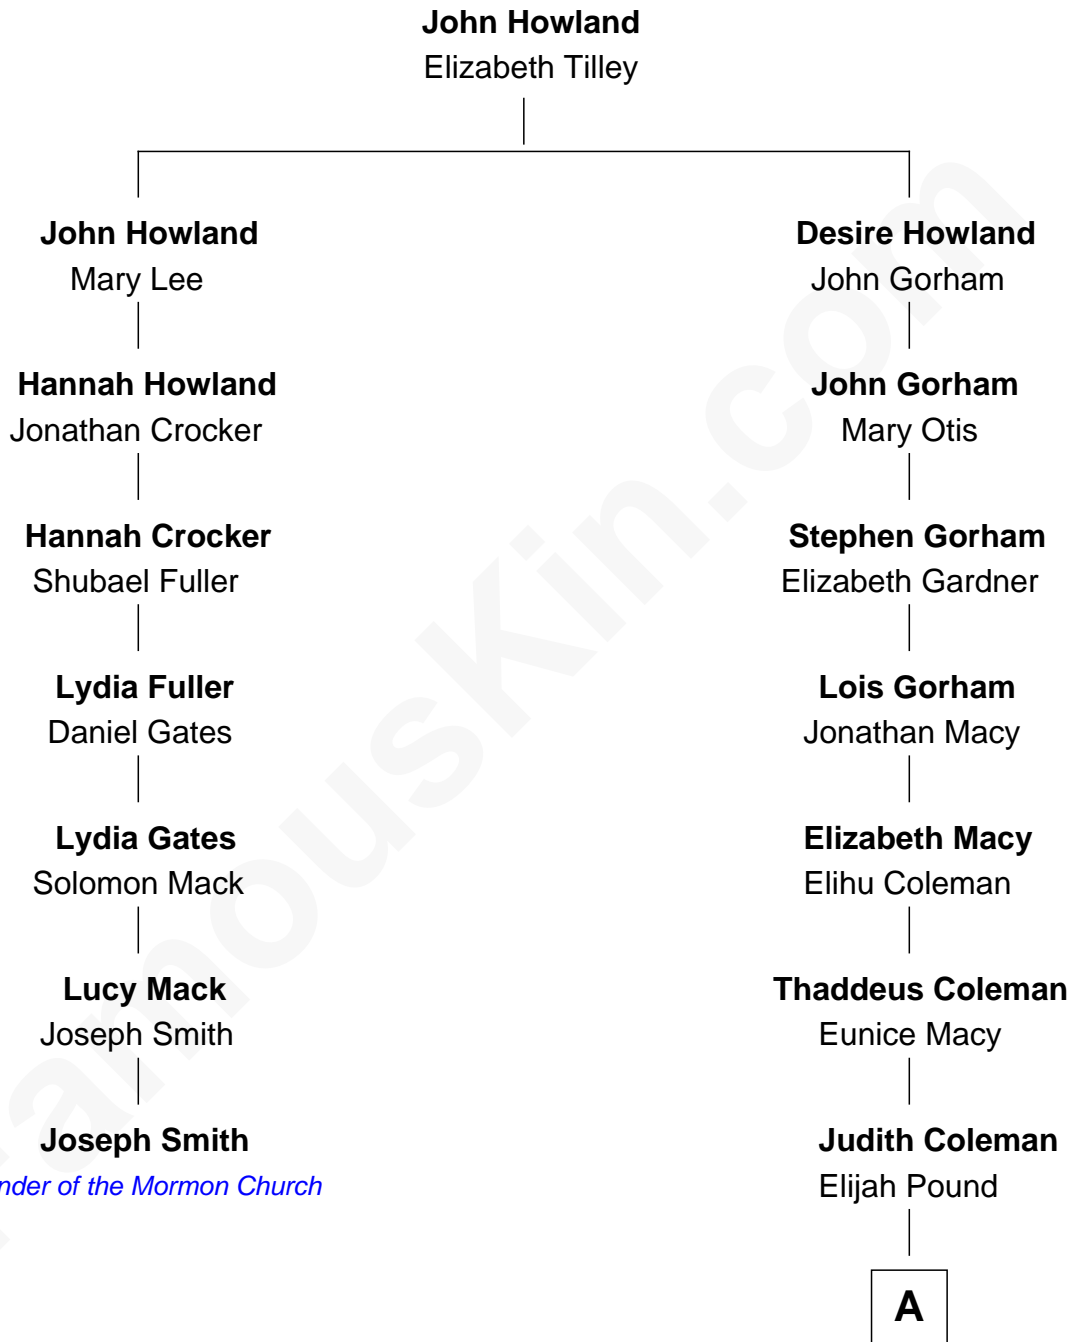 John Howland
Elizabeth Tilley
John Howland
Mary Lee
Hannah Howland
Jonathan Crocker
Hannah Crocker
Shubael Fuller
Lydia Fuller
Daniel Gates
Lydia Gates
Solomon Mack
Lucy Mack
Joseph Smith
Joseph Smith
nder of the Mormon Church
Desire Howland
John Gorham
John Gorham
Mary Otis
Stephen Gorham
Elizabeth Gardner
Lois Gorham
Jonathan Macy
Elizabeth Macy
Elihu Coleman
Thaddeus Coleman
Eunice Macy
Judith Coleman
Elijah Pound
A
FamousKin.com